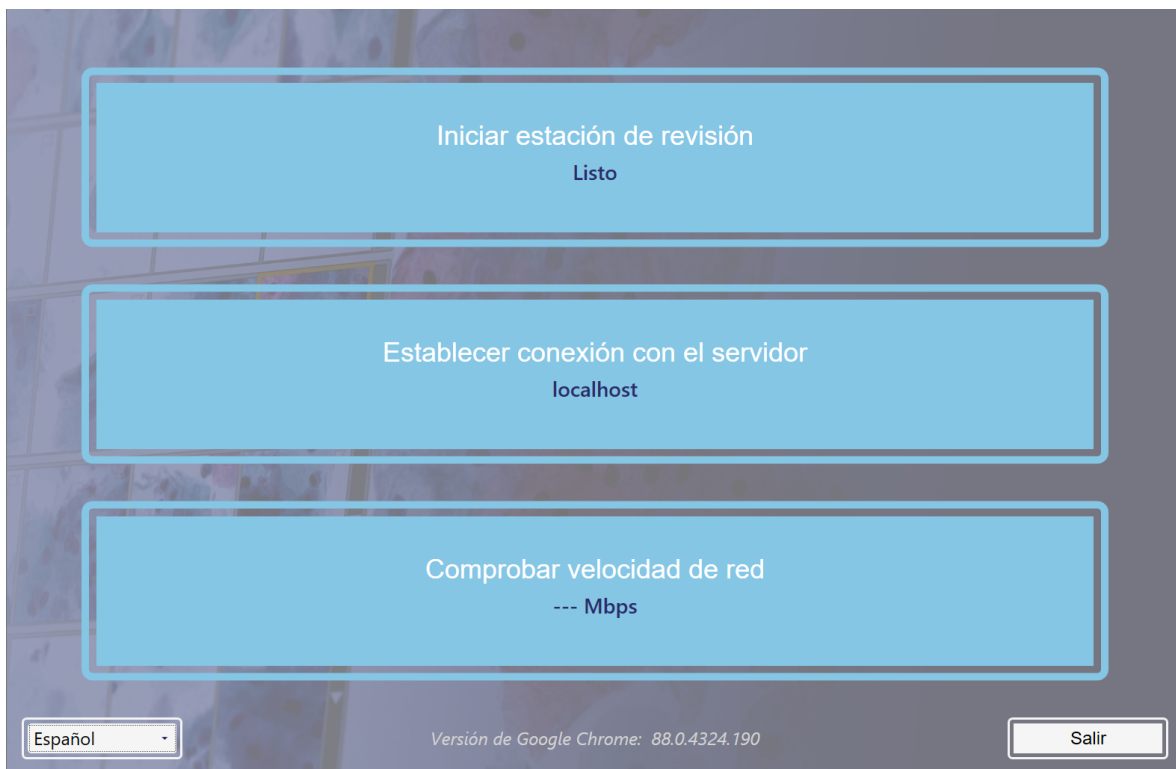 Iniciar estación de revisión
Listo
Establecer conexión con el servidor
localhost
Comprobar velocidad de red
--- Mbps
Español
Versión de Google Chrome: 88.0.4324.190
Salir